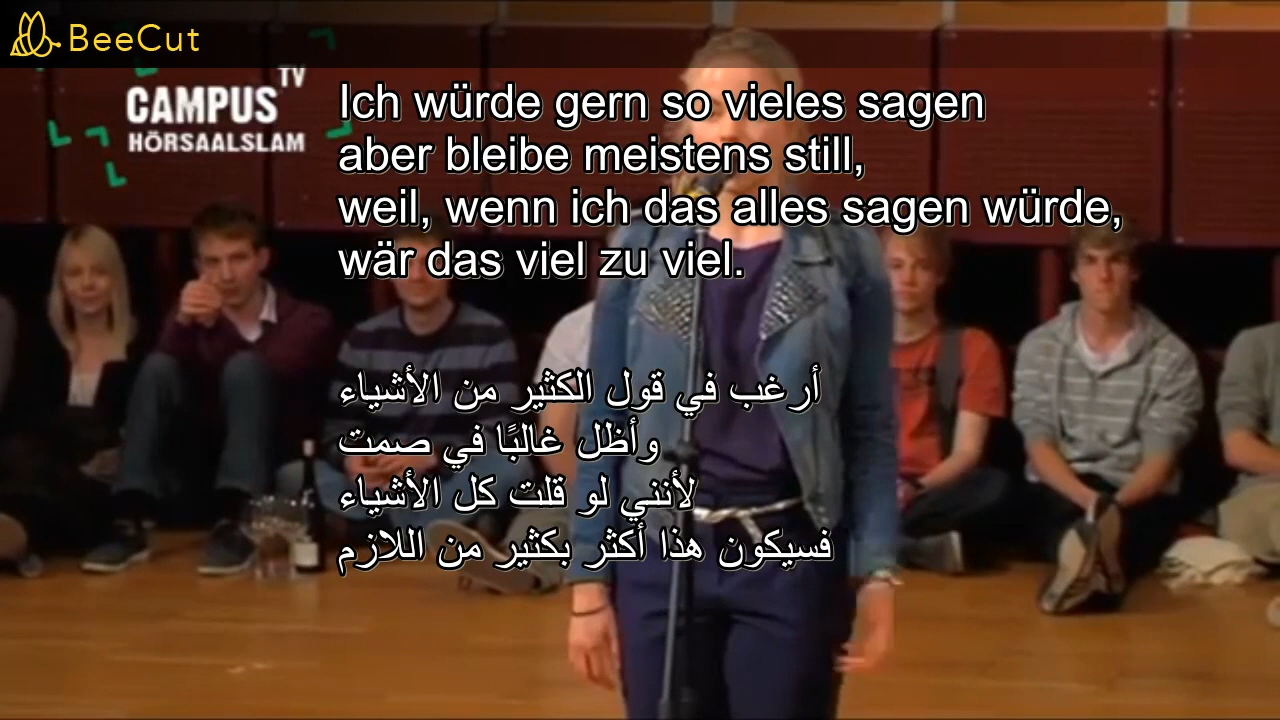 BeeCut
CAMPUS TV
HÖRSAALSLAM
Ich würde gern so vieles sagen
aber bleibe meistens still,
weil, wenn ich das alles sagen würde,
wär das viel zu viel.
أرغب في قول الكثير من الأشياء
وأظل غالبًا في صمت
لأنني لو قلت كل الأشياء
فسيكون هذا أكثر بكثير من اللازم